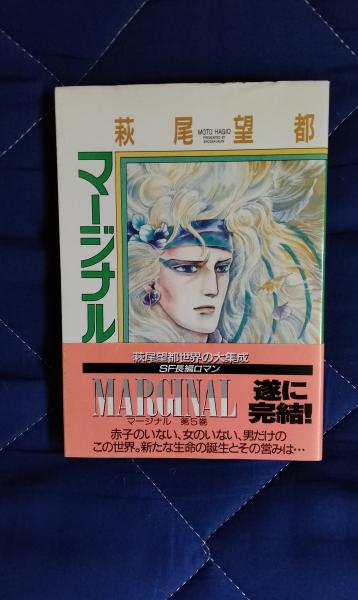 萩尾望都
MOTO HAGIO
PRESENTED BY
SHOGAKUKAN
マージナル
萩尾望都世界の大集成
SF長編ロマン
MARGINAL
マージナル 第5巻
遂に
完結!
赤子のいない、女のいない、男だけの
この世界。新たな生命の誕生とその営みは…